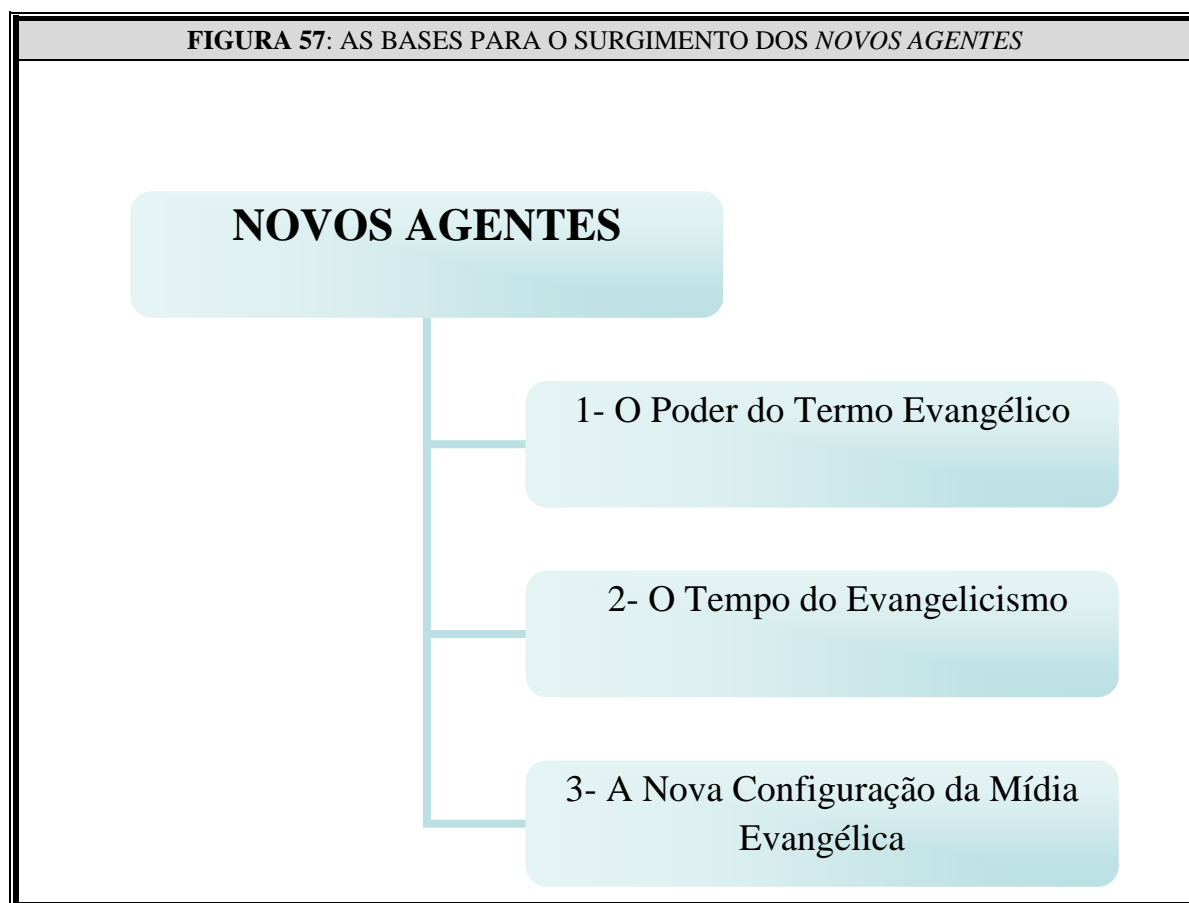 FIGURA 57: AS BASES PARA O SURGIMENTO DOS NOVOS AGENTES
NOVOS AGENTES
1- O Poder do Termo Evangélico
2- O Tempo do Evangelicismo
3- A Nova Configuração da Mídia
Evangélica